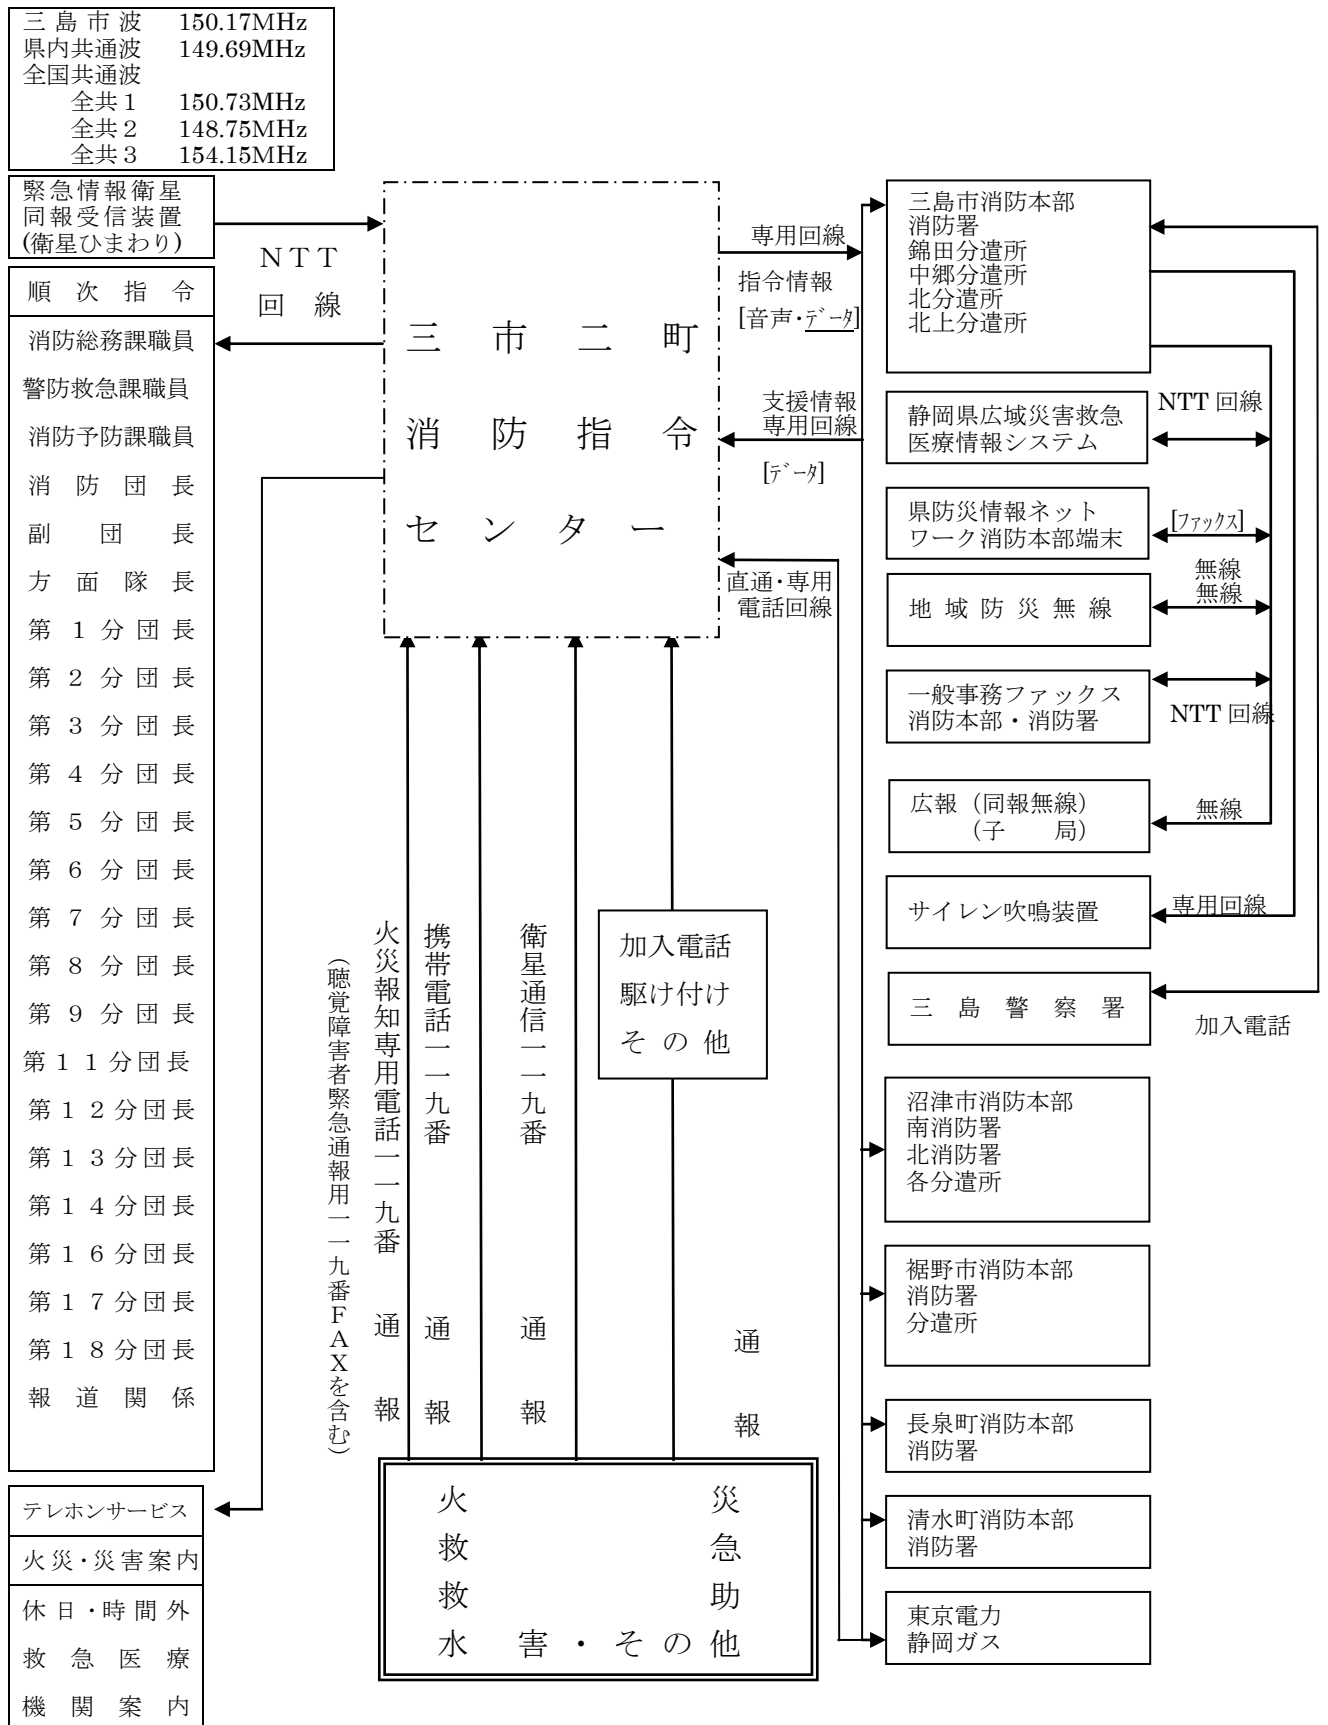 三島市波 150.17MHz
県内共通波 149.69MHz
全国共通波
全共１ 150.73MHz
全共２ 148.75MHz
全共３ 154.15MHz
緊急情報衛星
同報受信装置
(衛星ひまわり)
順次指令
消防総務課職員
警防救急課職員
消防予防課職員
消防団長
副団長
方面隊長
第１分団長
第２分団長
第３分団長
第４分団長
第５分団長
第６分団長
第７分団長
第８分団長
第９分団長
第１１分団長
第１２分団長
第１３分団長
第１４分団長
第１６分団長
第１７分団長
第１８分団長
報道関係
テレホンサービス
火災・災害案内
休日・時間外
救急医療
機関案内
ＮＴＴ
回線
三市二町
消防指令
センター
専用回線
指令情報
[音声・ﾃﾞｰﾀ]
支援情報
専用回線
[ﾃﾞｰﾀ]
直通・専用
電話回線
(聴覚障害者緊急通報用一一九番ＦＡＸを含む)
火災報知専用電話一一九番 通報
携帯電話一一九番 通報
衛星通信一一九番 通報
加入電話
駆け付け
その他
通報
火災
救急
救助
水害・その他
三島市消防本部
消防署
錦田分遣所
中郷分遣所
北分遣所
北上分遣所
静岡県広域災害救急
医療情報システム
NTT 回線
県防災情報ネット
ワーク消防本部端末
[ﾌｧｯｸｽ]
無線
無線
地域防災無線
一般事務ファックス
消防本部・消防署
NTT 回線
広報（同報無線）
（子局）
無線
サイレン吹鳴装置
専用回線
三島警察署
加入電話
沼津市消防本部
南消防署
北消防署
各分遣所
裾野市消防本部
消防署
分遣所
長泉町消防本部
消防署
清水町消防本部
消防署
東京電力
静岡ガス